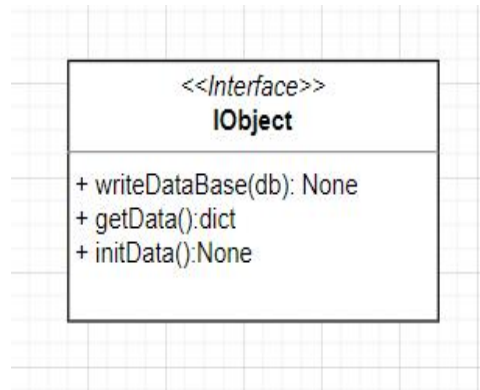 <<Interface>>
IObject
+ writeDataBase(db): None
+ getData():dict
+ initData():None